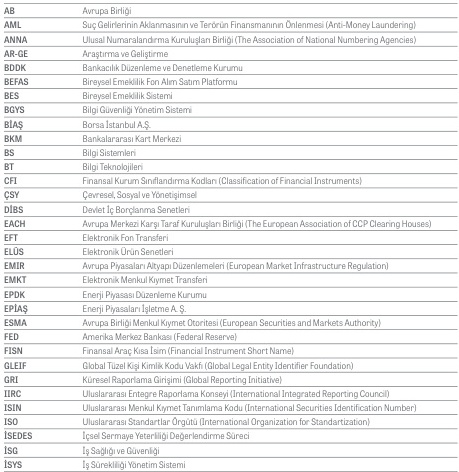 AB Avrupa Birliği
AML Suç Gelirlerinin Aklanmasının ve Terörün Finansmanının Önlenmesi (Anti-Money Laundering)
ANNA Ulusal Numaralandırma Kuruluşları Birliği (The Association of National Numbering Agencies)
AR-GE Araştırma ve Geliştirme
BDDK Bankacılık Düzenleme ve Denetleme Kurumu
BEFAS Bireysel Emeklilik Fon Alım Satım Platformu
BES Bireysel Emeklilik Sistemi
BGYS Bilgi Güvenliği Yönetim Sistemi
BİAŞ Borsa İstanbul A.Ş.
BKM Bankalararası Kart Merkezi
BS Bilgi Sistemleri
BT Bilgi Teknolojileri
CFI Finansal Kurum Sınıflandırma Kodları (Classification of Financial Instruments)
ÇSY Çevresel, Sosyal ve Yönetişimsel
DİBS Devlet İç Borçlanma Senetleri
EACH Avrupa Merkezi Karşı Taraf Kuruluşları Birliği (The European Association of CCP Clearing Houses)
EFT Elektronik Fon Transferi
ELÜS Elektronik Ürün Senetleri
EMIR Avrupa Piyasaları Altyapı Düzenlemeleri (European Market Infrastructure Regulation)
EMKT Elektronik Menkul Kıymet Transferi
EPDK Enerji Piyasası Düzenleme Kurumu
EPİAŞ Enerji Piyasaları İşletme A. Ş.
ESMA Avrupa Birliği Menkul Kıymet Otoritesi (European Securities and Markets Authority)
FED Amerika Merkez Bankası (Federal Reserve)
FISN Finansal Araç Kısa İsim (Financial Instrument Short Name)
GLEIF Global Tüzel Kişi Kimlik Kodu Vakfı (Global Legal Entity Identifier Foundation)
GRI Küresel Raporlama Girişimi (Global Reporting Initiative)
IIRC Uluslararası Entegre Raporlama Konseyi (International Integrated Reporting Council)
ISIN Uluslararası Menkul Kıymet Tanımlama Kodu (International Securities Identification Number)
ISO Uluslararası Standartlar Örgütü (International Organization for Standartization)
İSEDES İçsel Sermaye Yeterliliği Değerlendirme Süreci
İSG İş Sağlığı ve Güvenliği
İSYS İş Sürekliliği Yönetim Sistemi